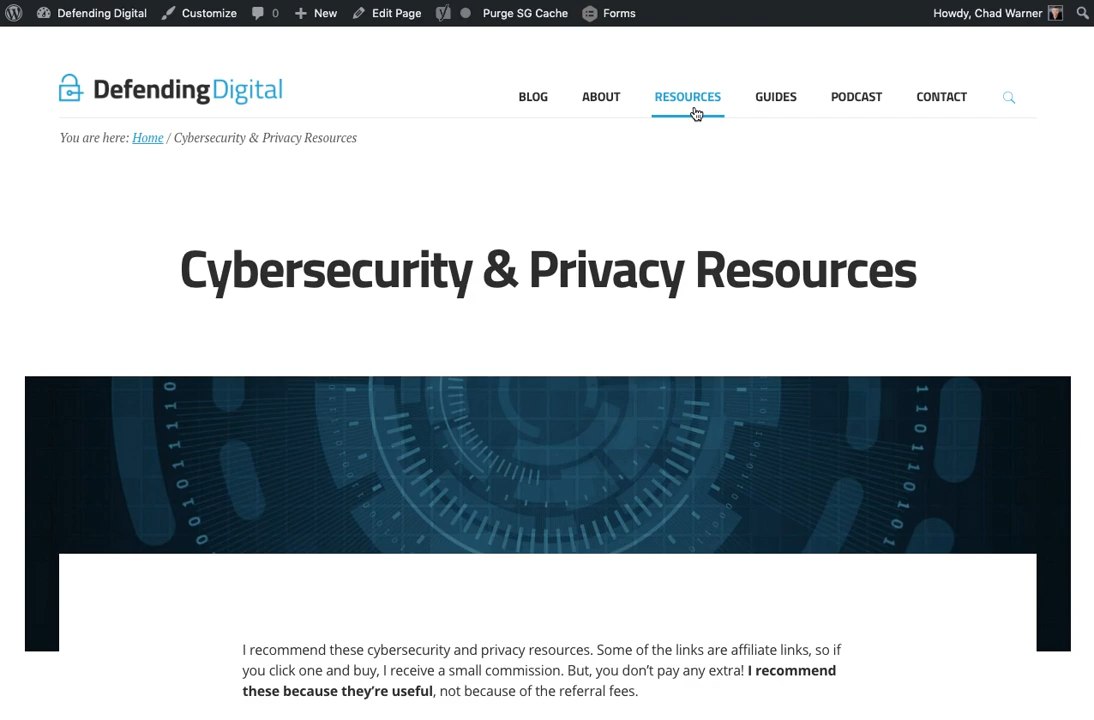 Defending Digital Customize 0 New Edit Page Purge SG Cache Forms Howdy, Chad Warner
DefendingDigital
BLOG ABOUT RESOURCES GUIDES PODCAST CONTACT
You are here: Home / Cybersecurity & Privacy Resources
Cybersecurity & Privacy Resources
I recommend these cybersecurity and privacy resources. Some of the links are affiliate links, so if
you click one and buy, I receive a small commission. But, you don’t pay any extra! I recommend
these because they’re useful, not because of the referral fees.